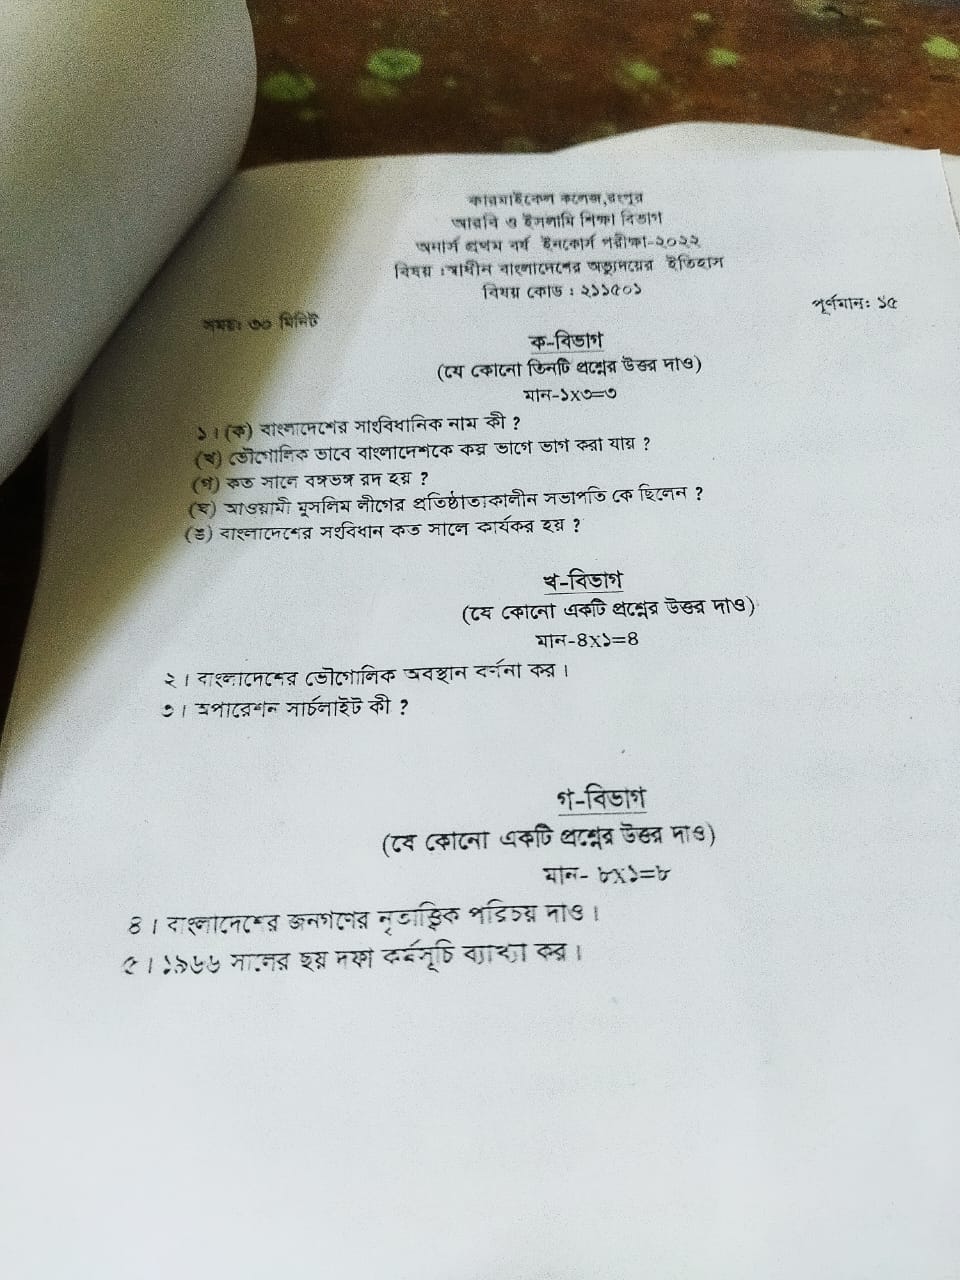 কারমাইকেল কলেজ,রংপুর
আরবি ও ইসলামি শিক্ষা বিভাগ
অনার্স প্রথম বর্ষ ইনকোর্স পরীক্ষা-২০২২
বিষয় :স্বাধীন বাংলাদেশের অভ্যুদয়ের ইতিহাস
বিষয় কোড : ২১১৫০১
সময়: ৩০ মিনিট
পূর্ণমান: ১৫
ক-বিভাগ
(যে কোনো তিনটি প্রশ্নের উত্তর দাও)
মান-১x৩=৩
১। (ক) বাংলাদেশের সাংবিধানিক নাম কী ?
(খ) ভৌগোলিক ভাবে বাংলাদেশকে কয় ভাগে ভাগ করা যায় ?
(গ) কত সালে বঙ্গভঙ্গ রদ হয় ?
(ঘ) আওয়ামী মুসলিম লীগের প্রতিষ্ঠাতাকালীন সভাপতি কে ছিলেন ?
(ঙ) বাংলাদেশের সংবিধান কত সালে কার্যকর হয় ?
খ-বিভাগ
(যে কোনো একটি প্রশ্নের উত্তর দাও)
মান-৪x১=৪
২। বাংলাদেশের ভৌগোলিক অবস্থান বর্ণনা কর।
৩। অপারেশন সার্চলাইট কী ?
গ-বিভাগ
(যে কোনো একটি প্রশ্নের উত্তর দাও)
মান- ৮x১=৮
৪। বাংলাদেশের জনগণের নৃতাত্ত্বিক পরিচয় দাও।
৫। ১৯৬৬ সালের ছয় দফা কর্মসূচি ব্যাখ্যা কর।